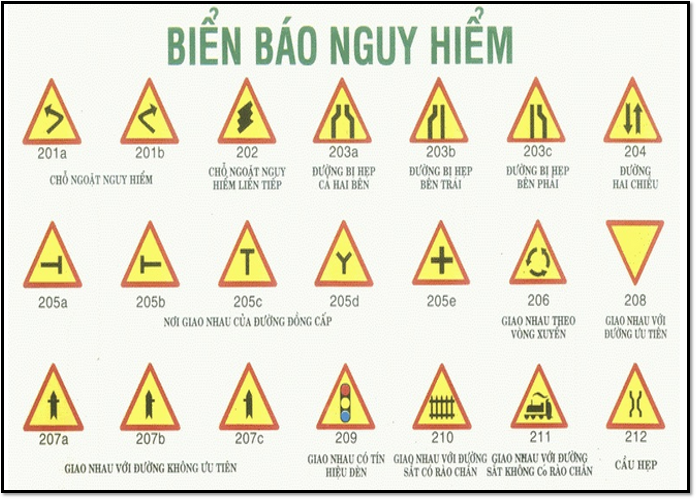 BIỂN BÁO NGUY HIỂM
201a 201b 202 203a 203b 203c 204
CHỖ NGOẶT NGUY HIỂM
CHỖ NGOẶT NGUY
HIỂM LIÊN TIẾP
ĐƯỜNG BỊ HẸP
CẢ HAI BÊN
ĐƯỜNG BỊ HẸP
BÊN TRÁI
ĐƯỜNG BỊ HẸP
BÊN PHẢI
ĐƯỜNG
HAI CHIỀU
205a 205b 205c 205d 205e 206 208
NƠI GIAO NHAU CỦA ĐƯỜNG ĐỒNG CẤP
GIAO NHAU THEO
VÒNG XUYẾN
GIAO NHAU VỚI
ĐƯỜNG ƯU TIÊN
207a 207b 207c 209 210 211 212
GIAO NHAU VỚI ĐƯỜNG KHÔNG ƯU TIÊN
GIAO NHAU CÓ TÍN
HIỆU ĐÈN
GIAO NHAU VỚI ĐƯỜNG
SẮT CÓ RÀO CHẮN
GIAO NHAU VỚI ĐƯỜNG
SẮT KHÔNG CÓ RÀO CHẮN
CẦU HẸP